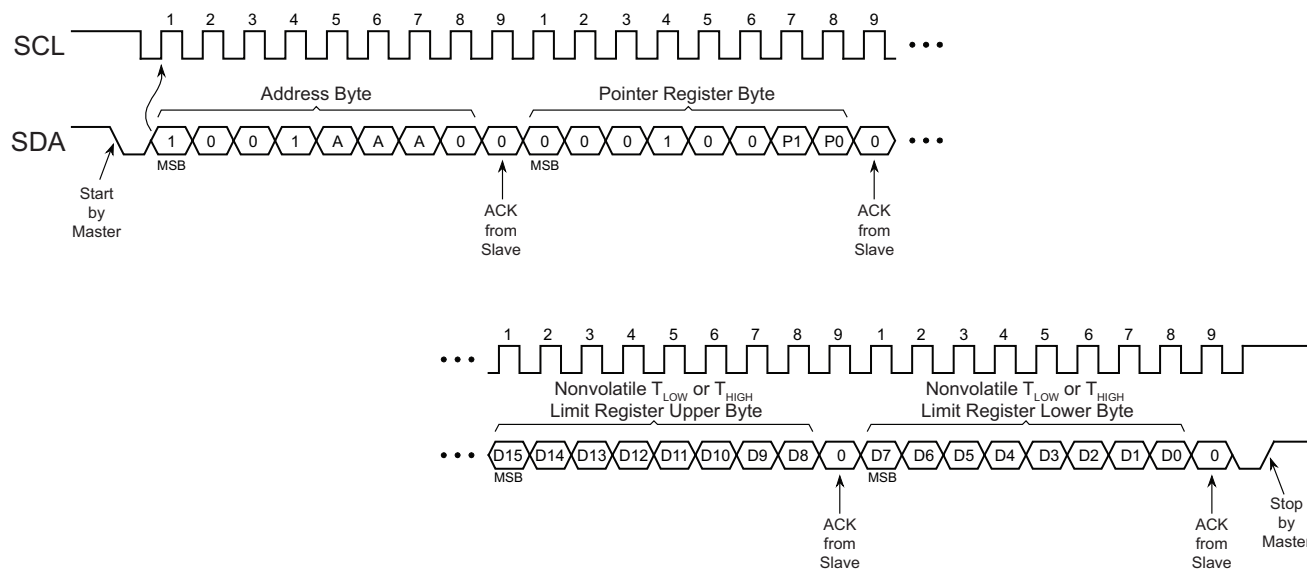 1 2 3 4 5 6 7 8 9 1 2 3 4 5 6 7 8 9
SCL
Address Byte Pointer Register Byte
SDA 1 0 0 1 A A A 0 0 0 0 0 1 0 0 P1 P0 0
MSB MSB
Start
by
Master
ACK
from
Slave
ACK
from
Slave
1 2 3 4 5 6 7 8 9 1 2 3 4 5 6 7 8 9
Nonvolatile TLOW or THIGH
Limit Register Upper Byte
Nonvolatile TLOW or THIGH
Limit Register Lower Byte
D15 D14 D13 D12 D11 D10 D9 D8 0 D7 D6 D5 D4 D3 D2 D1 D0 0
MSB MSB
ACK
from
Slave
ACK
from
Slave
Stop
by
Master